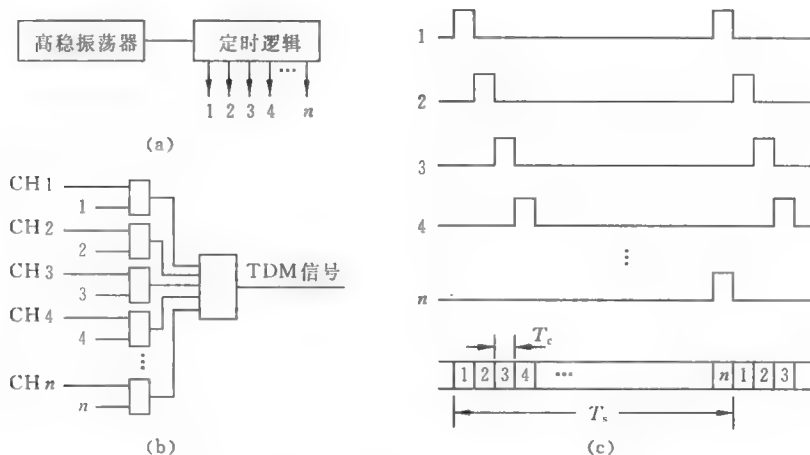 高稳振荡器
定时逻辑
1 2 3 4 … n
(a)
CH 1
1
CH 2
2
CH 3
3
CH 4
4
…
CH n
n
TDM信号
(b)
1
2
3
4
…
n
Tc
1 2 3 4 … n 1 2 3
Ts
(c)